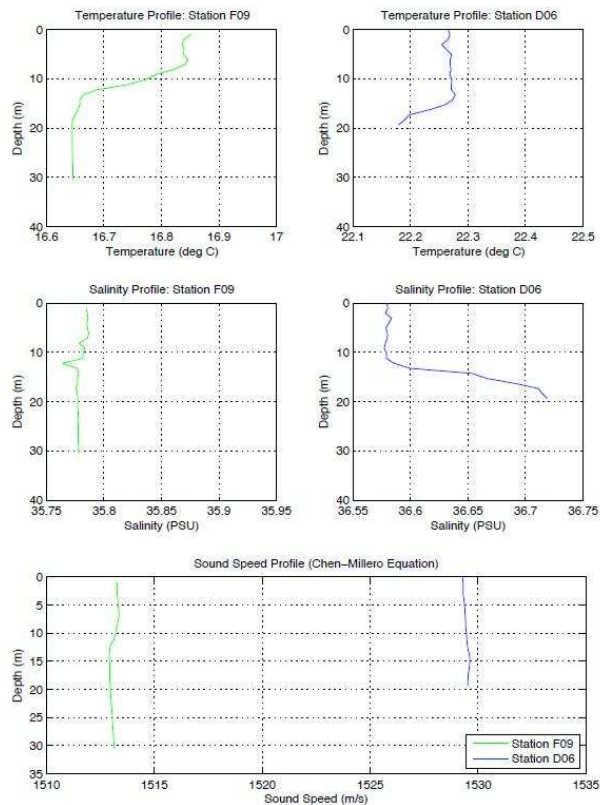 Temperature Profile: Station F09
0
10
20
30
40
Depth (m)
16.6 16.7 16.8 16.9 17
Temperature (deg C)
Temperature Profile: Station D06
0
10
20
30
40
Depth (m)
22.1 22.2 22.3 22.4 22.5
Temperature (deg C)
Salinity Profile: Station F09
0
10
20
30
40
Depth (m)
35.75 35.8 35.85 35.9 35.95
Salinity (PSU)
Salinity Profile: Station D06
0
10
20
30
40
Depth (m)
36.55 36.6 36.65 36.7 36.75
Salinity (PSU)
Sound Speed Profile (Chen-Millero Equation)
0
5
10
15
20
25
30
35
Depth (m)
Station F09
Station D06
1510 1515 1520 1525 1530 1535
Sound Speed (m/s)